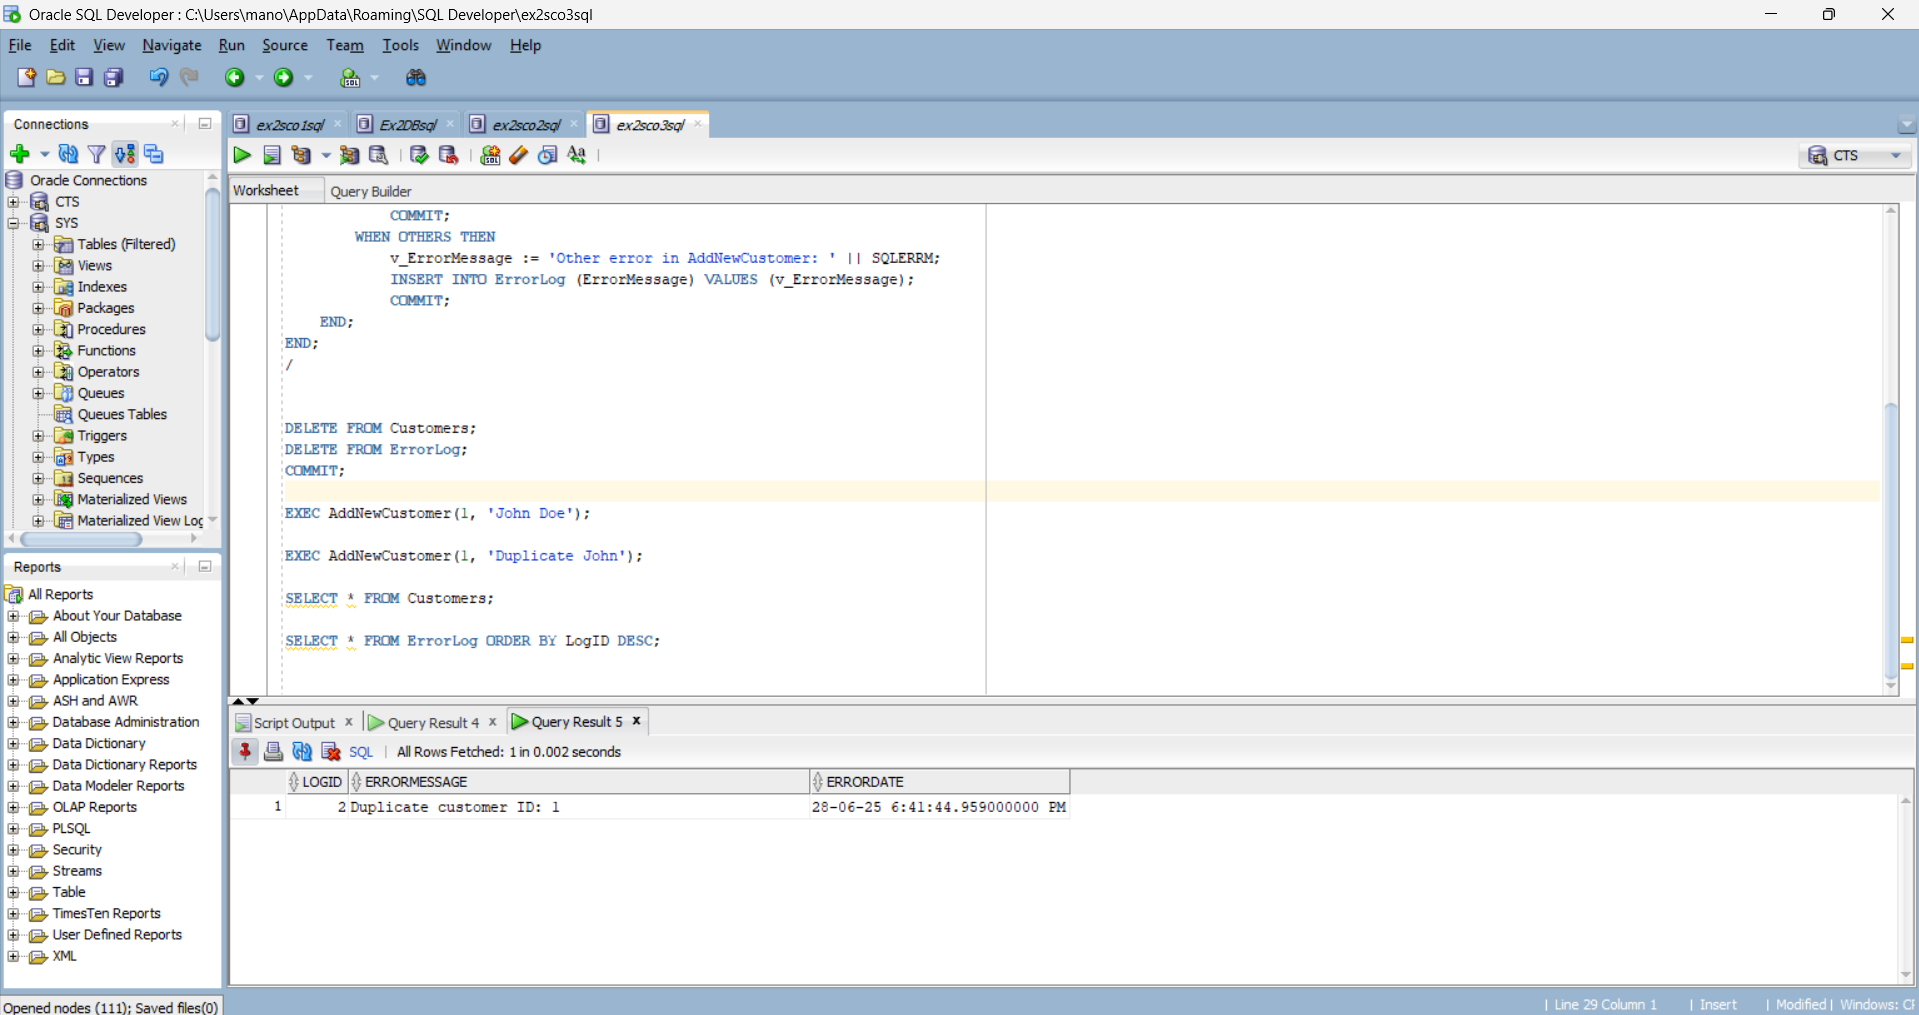 Oracle SQL Developer : C:\Users\mano\AppData\Roaming\SQL Developer\ex2sco3sql
File Edit View Navigate Run Source Team Tools Window Help
Connections
Oracle Connections
CTS
SYS
Tables (Filtered)
Views
Indexes
Packages
Procedures
Functions
Operators
Queues
Queues Tables
Triggers
Types
Sequences
Materialized Views
Materialized View Log
Reports
All Reports
About Your Database
All Objects
Analytic View Reports
Application Express
ASH and AWR
Database Administration
Data Dictionary
Data Dictionary Reports
Data Modeler Reports
OLAP Reports
PLSQL
Security
Streams
Table
TimesTen Reports
User Defined Reports
XML
ex2sco1sql Ex2DBsql ex2sco2sql ex2sco3sql
CTS
Worksheet Query Builder
COMMIT;
WHEN OTHERS THEN
v_ErrorMessage := 'Other error in AddNewCustomer: ' || SQLERRM;
INSERT INTO ErrorLog (ErrorMessage) VALUES (v_ErrorMessage);
COMMIT;
END;
END;
/
DELETE FROM Customers;
DELETE FROM ErrorLog;
COMMIT;
EXEC AddNewCustomer(1, 'John Doe');
EXEC AddNewCustomer(1, 'Duplicate John');
SELECT * FROM Customers;
SELECT * FROM ErrorLog ORDER BY LogID DESC;
Script Output Query Result 4 Query Result 5
SQL | All Rows Fetched: 1 in 0.002 seconds
LOGID ERRORMESSAGE ERRORDATE
1 2 Duplicate customer ID: 1 28-06-25 6:41:44.959000000 PM
Opened nodes (111); Saved files(0)
| Line 29 Column 1 | Insert | Modified | Windows: